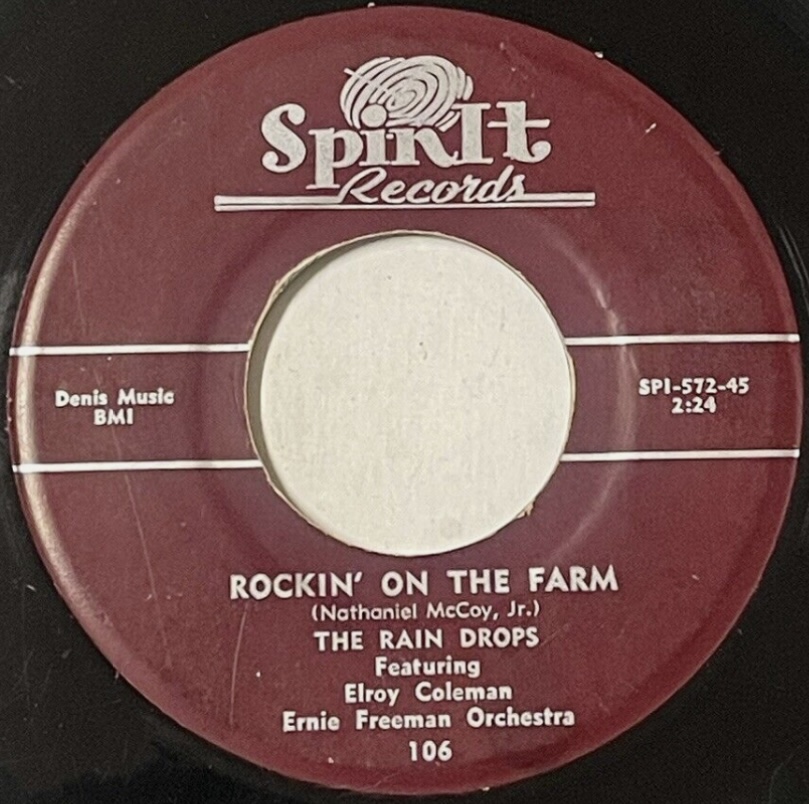 SpinIt
Records
Denis Music
BMI
SPI-572-45
2:24
ROCKIN' ON THE FARM
(Nathaniel McCoy, Jr.)
THE RAIN DROPS
Featuring
Elroy Coleman
Ernie Freeman Orchestra
106